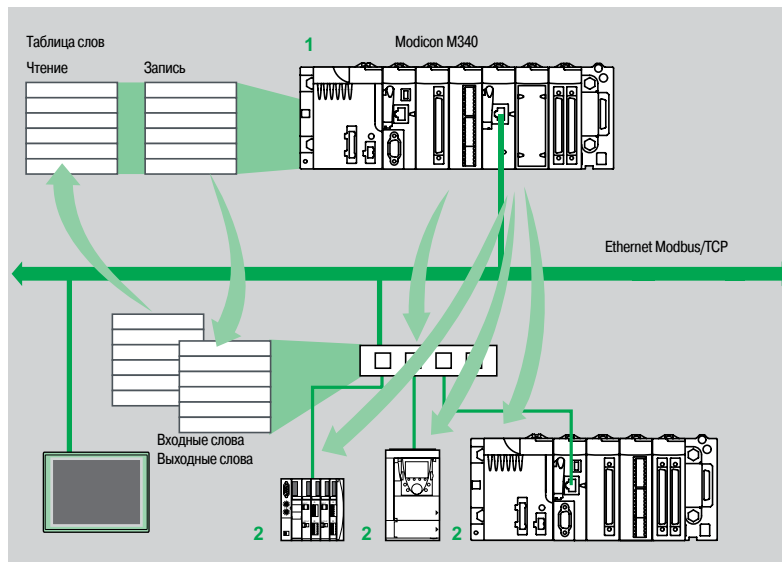 Таблица слов
1
Modicon M340
Чтение
Запись
Ethernet Modbus/TCP
Входные слова
Выходные слова
2
2
2